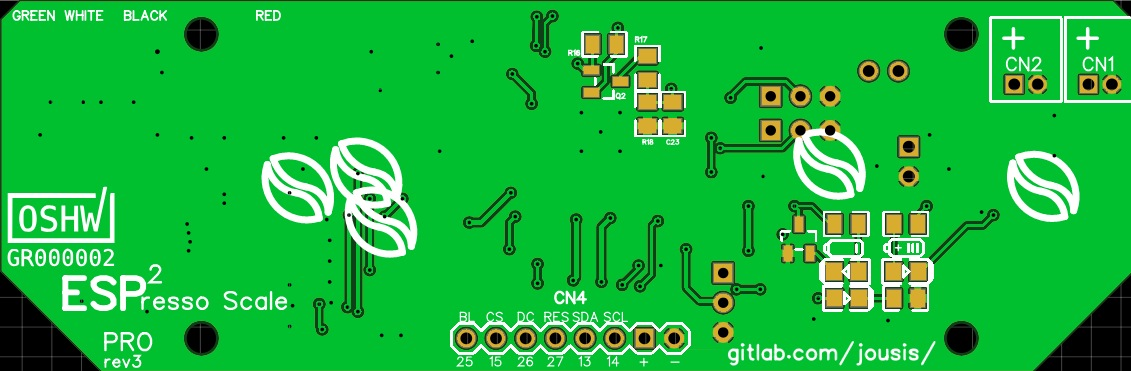 GREEN WHITE BLACK RED
R17
R16
Q2
CN2 CN1
R18 C23
OSHW
GR000002
ESP2resso Scale
PRO
rev3
CN4
BL CS DC RES SDA SCL
25 15 26 27 13 14 + -
gitlab.com/jousis/